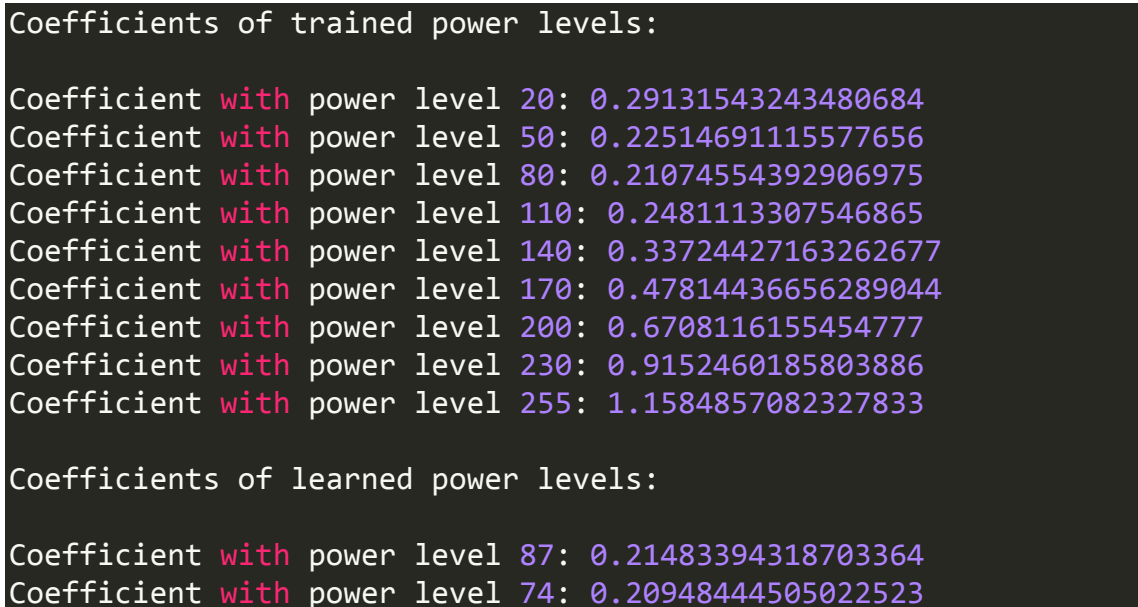 Coefficients of trained power levels:
Coefficient with power level 20: 0.29131543243480684
Coefficient with power level 50: 0.22514691115577656
Coefficient with power level 80: 0.21074554392906975
Coefficient with power level 110: 0.2481113307546865
Coefficient with power level 140: 0.33724427163262677
Coefficient with power level 170: 0.47814436656289044
Coefficient with power level 200: 0.6708116155454777
Coefficient with power level 230: 0.9152460185803886
Coefficient with power level 255: 1.1584857082327833
Coefficients of learned power levels:
Coefficient with power level 87: 0.21483394318703364
Coefficient with power level 74: 0.20948444505022523